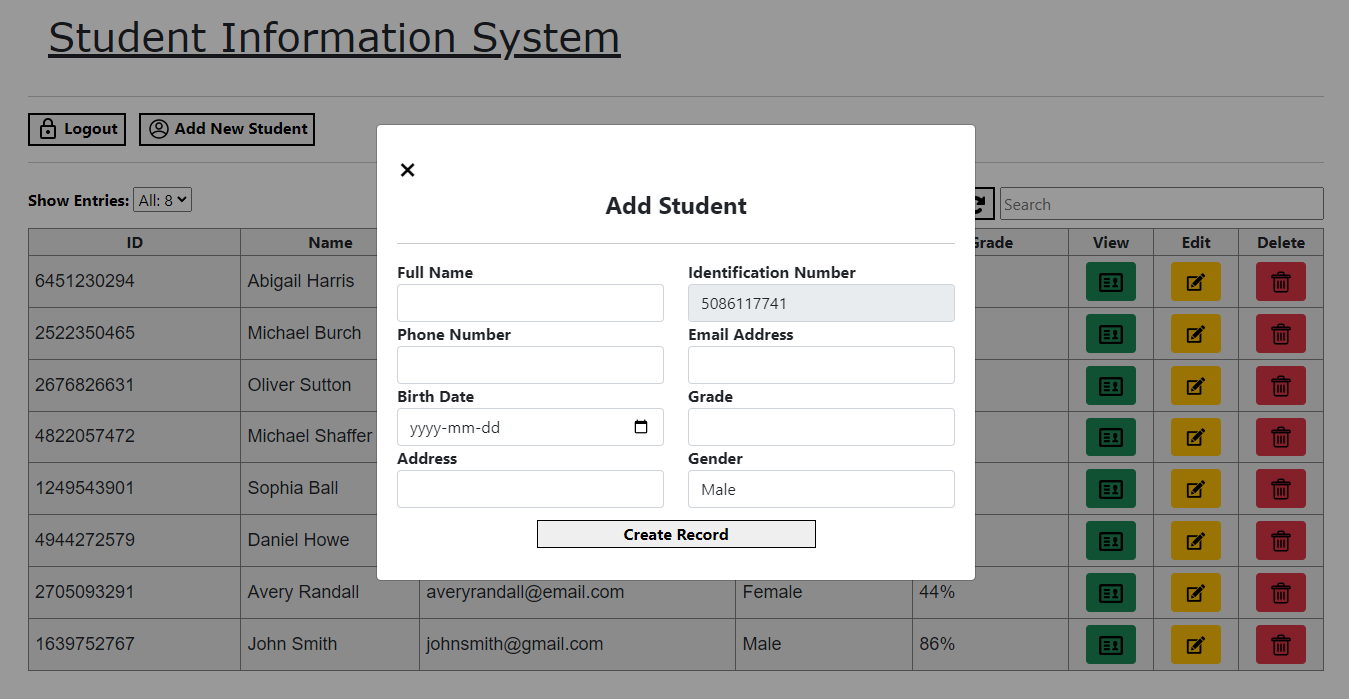 Student Information System
Logout Add New Student
Show Entries: All: 8 Search
ID Name View Edit Delete
6451230294 Abigail Harris
2522350465 Michael Burch
2676826631 Oliver Sutton
4822057472 Michael Shaffer
1249543901 Sophia Ball
4944272579 Daniel Howe
2705093291 Avery Randall averyrandall@email.com Female 44%
1639752767 John Smith johnsmith@gmail.com Male 86%
Add Student
Full Name Identification Number
5086117741
Phone Number Email Address
Birth Date Grade
yyyy-mm-dd
Address Gender
Male
Create Record